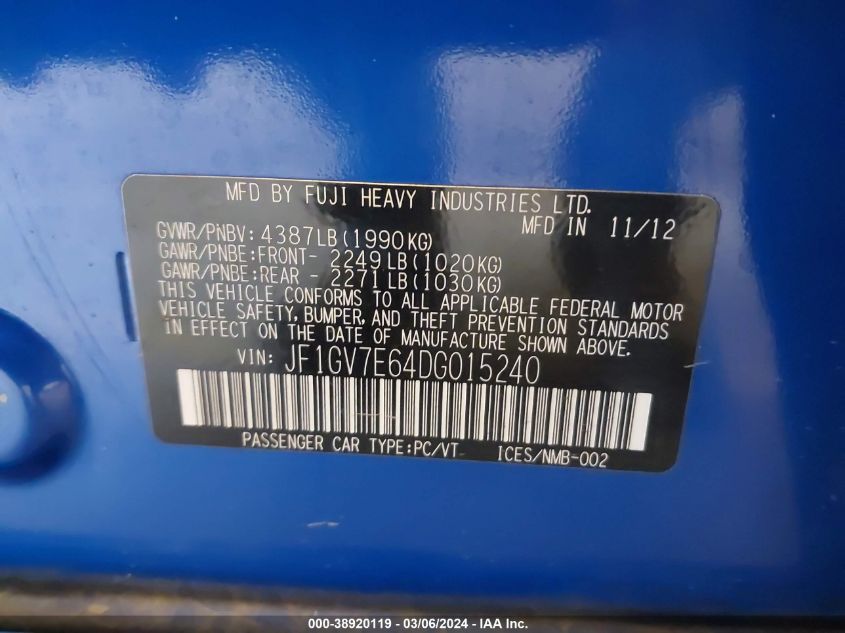 MFD BY FUJI HEAVY INDUSTRIES LTD.
MFD IN 11/12
GVWR/PNBV: 4387LB(1990KG)
GAWR/PNBE:FRONT- 2249LB(1020KG)
GAWR/PNBE:REAR - 2271LB(1030KG)
THIS VEHICLE CONFORMS TO ALL APPLICABLE FEDERAL MOTOR
VEHICLE SAFETY, BUMPER, AND THEFT PREVENTION STANDARDS
IN EFFECT ON THE DATE OF MANUFACTURE SHOWN ABOVE.
VIN: JF1GV7E64DG015240
PASSENGER CAR TYPE:PC/VT ICES/NMB-002
000-38920119 - 03/06/2024 - IAA Inc.